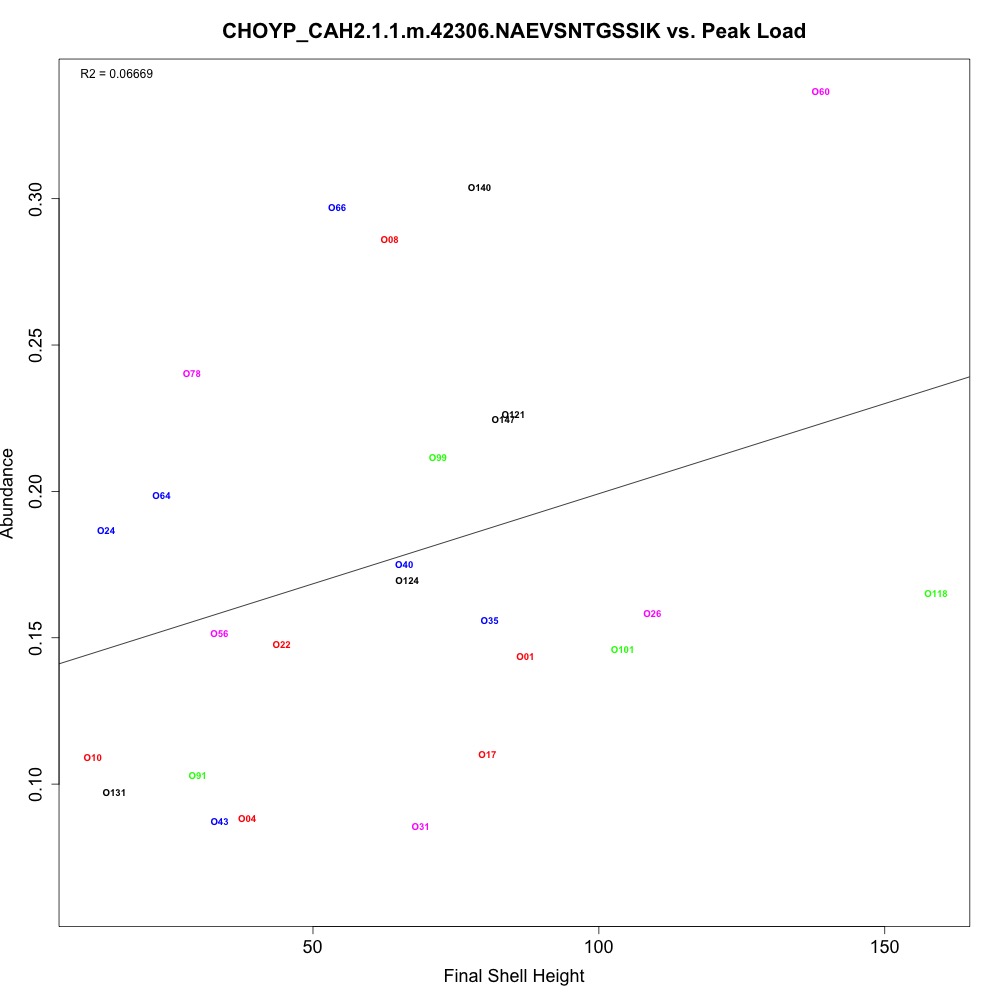 CHOYP_CAH2.1.1.m.42306.NAEVSNTGSSIK vs. Peak Load
R2 = 0.06669
O60
O140
O66
O08
O78
O121
O147
O99
O64
O24
O40
O124
O118
O26
O35
O56
O22
O101
O01
O17
O10
O91
O131
O04
O43
O31
0.30
0.25
0.20
0.15
0.10
Abundance
50 100 150
Final Shell Height